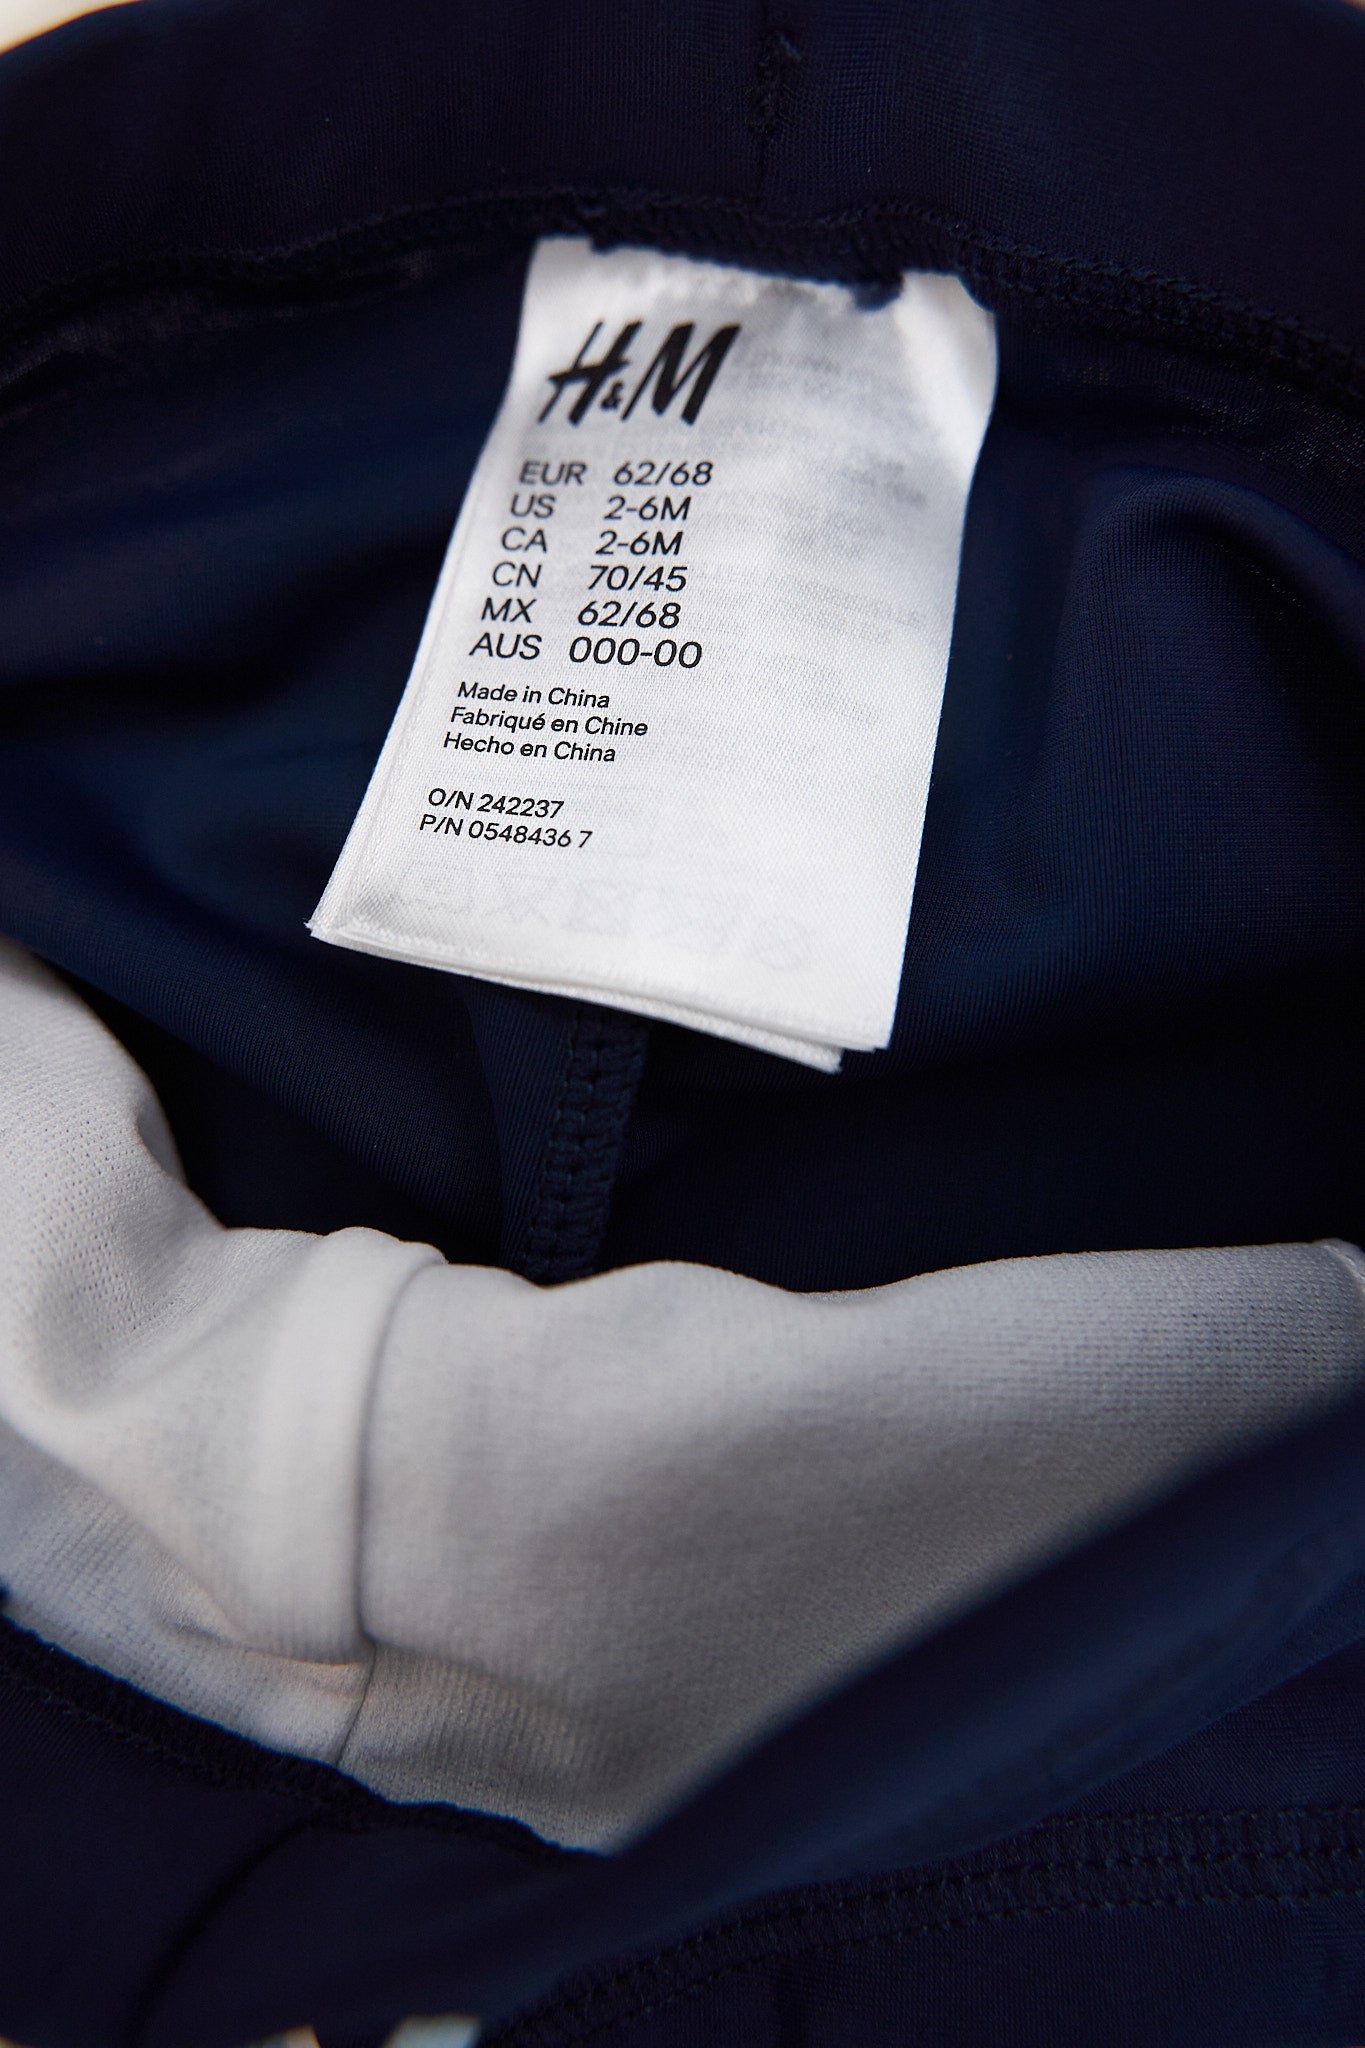 H&M
EUR 62/68
US 2-6M
CA 2-6M
CN 70/45
MX 62/68
AUS 000-00
Made in China
Fabriqué en Chine
Hecho en China
O/N 242237
P/N 0548436 7